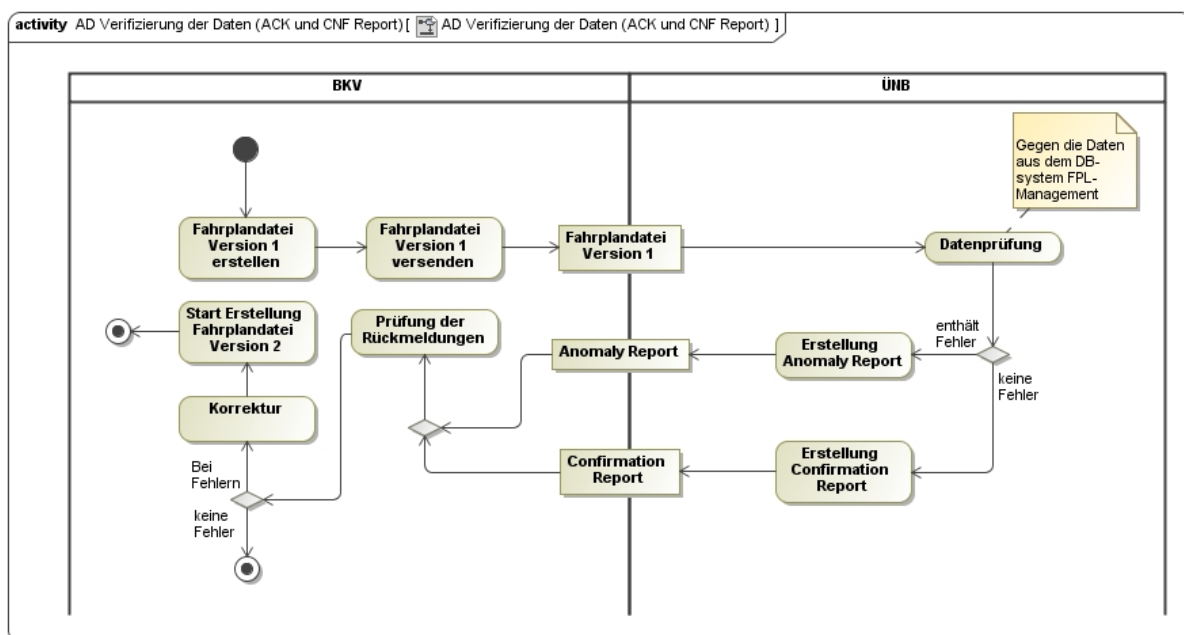 activity AD Verifizierung der Daten (ACK und CNF Report) [ AD Verifizierung der Daten (ACK und CNF Report) ]
BKV
ÜNB
Gegen die Daten
aus dem DB-
system FPL-
Management
Fahrplandatei
Version 1
erstellen
Fahrplandatei
Version 1
versenden
Fahrplandatei
Version 1
Datenprüfung
Start Erstellung
Fahrplandatei
Version 2
Prüfung der
Rückmeldungen
Anomaly Report
Erstellung
Anomaly Report
enthält
Fehler
keine
Fehler
Korrektur
Confirmation
Report
Erstellung
Confirmation
Report
Bei
Fehlern
keine
Fehler